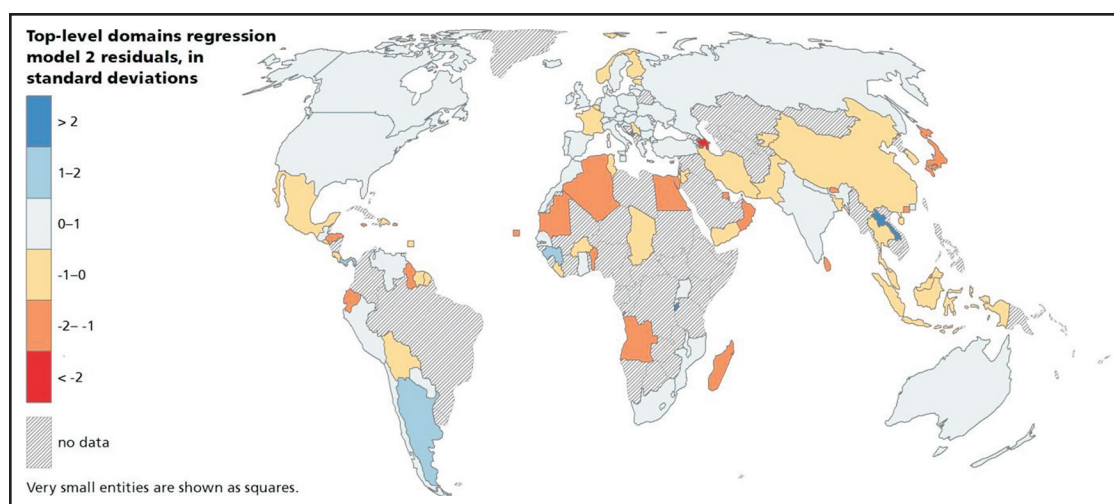 Top-level domains regression
model 2 residuals, in
standard deviations
> 2
1–2
0–1
-1–0
-2– -1
< -2
no data
Very small entities are shown as squares.